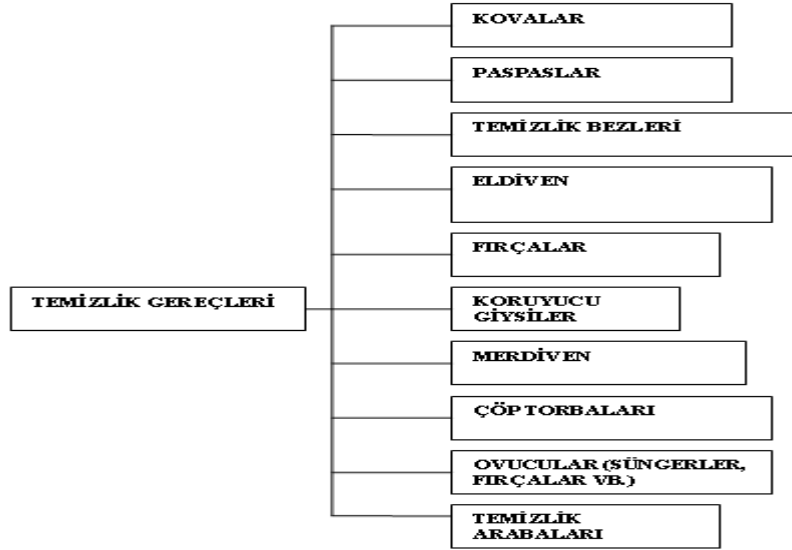 KOVALAR
PASPASLAR
TEMİZLİK BEZLERİ
ELDİVEN
FIRÇALAR
TEMİZLİK GEREÇLERİ
KORUYUCU
GİYSİLER
MERDİVEN
ÇÖP TORBALARI
OVUCULAR (SÜNGERLER,
FIRÇALAR VB.)
TEMİZLİK
ARABALARI